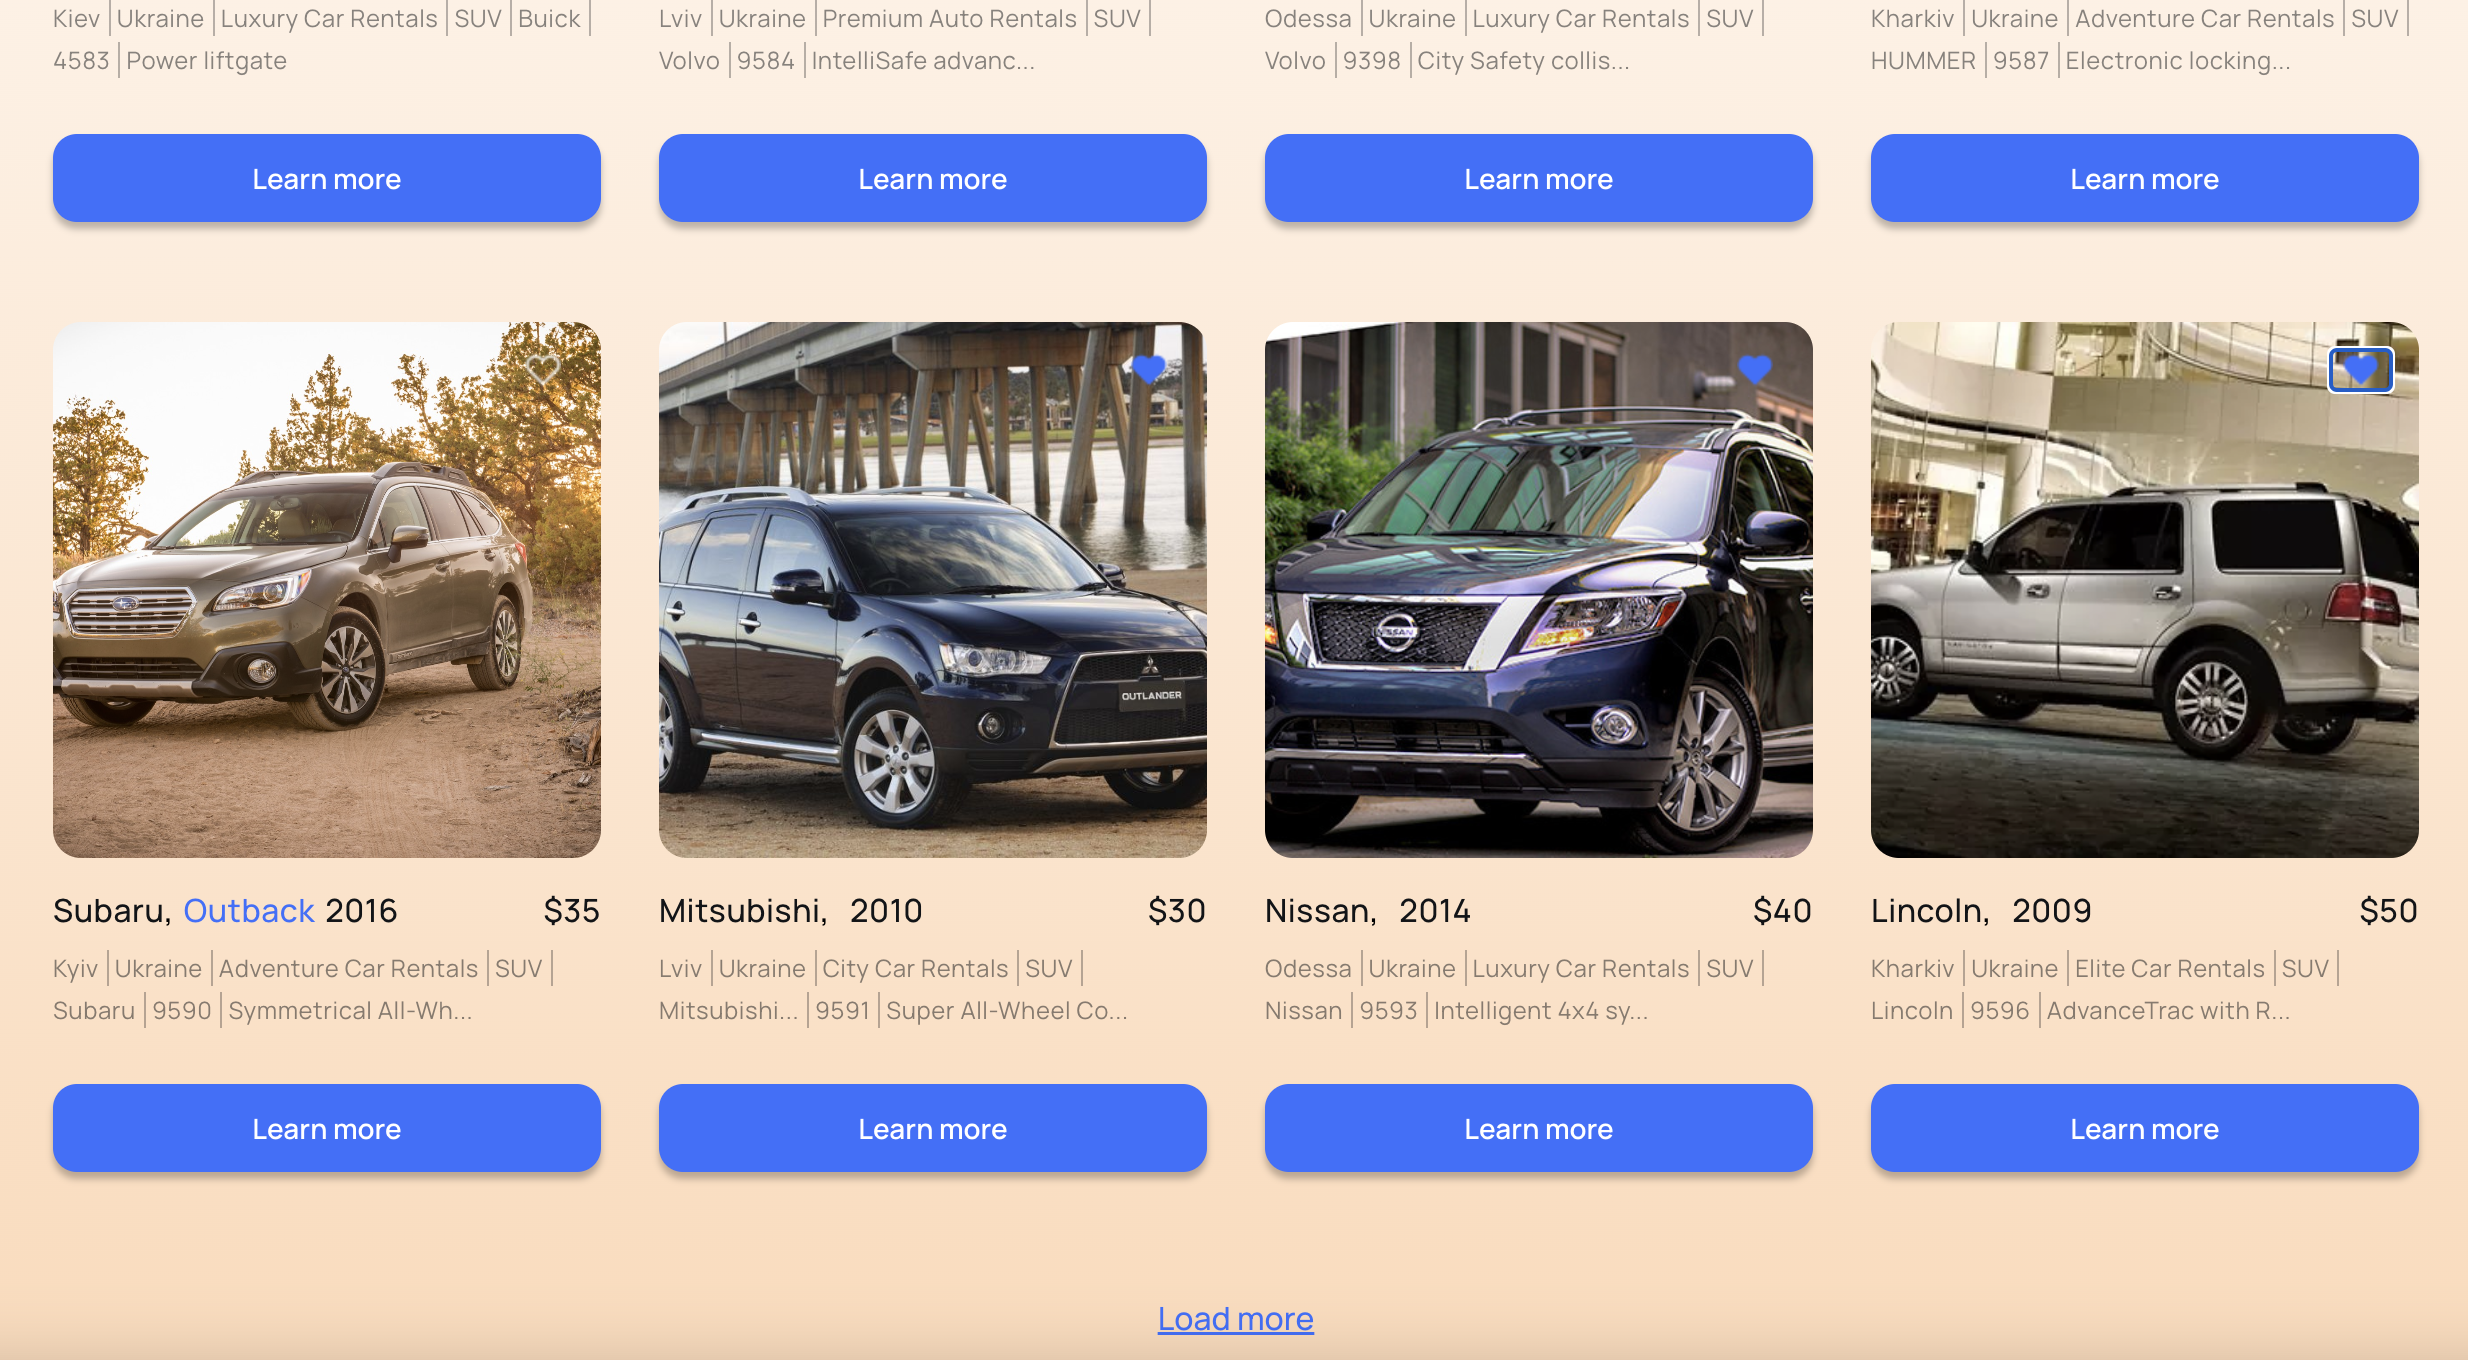 Kiev Ukraine Luxury Car Rentals SUV Buick
4583 Power liftgate
Lviv Ukraine Premium Auto Rentals SUV
Volvo 9584 IntelliSafe advanc...
Odessa Ukraine Luxury Car Rentals SUV
Volvo 9398 City Safety collis...
Kharkiv Ukraine Adventure Car Rentals SUV
HUMMER 9587 Electronic locking...
Learn more
Learn more
Learn more
Learn more
OUTLANDER
NISSAN
Subaru, Outback 2016 $35
Kyiv Ukraine Adventure Car Rentals SUV
Subaru 9590 Symmetrical All-Wh...
Mitsubishi, 2010 $30
Lviv Ukraine City Car Rentals SUV
Mitsubishi... 9591 Super All-Wheel Co...
Nissan, 2014 $40
Odessa Ukraine Luxury Car Rentals SUV
Nissan 9593 Intelligent 4x4 sy...
Lincoln, 2009 $50
Kharkiv Ukraine Elite Car Rentals SUV
Lincoln 9596 AdvanceTrac with R...
Learn more
Learn more
Learn more
Learn more
Load more